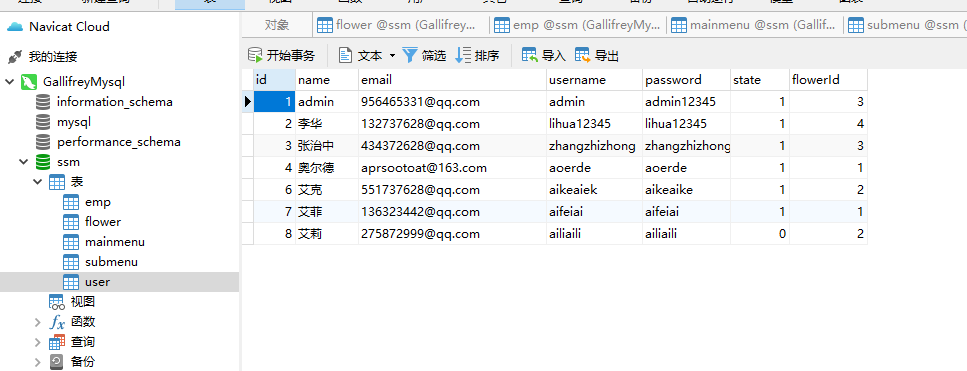 Navicat Cloud
我的连接
GallifreyMysql
information_schema
mysql
performance_schema
ssm
表
emp
flower
mainmenu
submenu
user
视图
函数
查询
备份
对象
flower @ssm (Gallifrey...
emp @ssm (GallifreyMy...
mainmenu @ssm (Gallif...
submenu @ssm (
开始事务 文本 筛选 排序 导入 导出
id name email username password state flowerId
1 admin 956465331@qq.com admin admin12345 1 3
2 李华 132737628@qq.com lihua12345 lihua12345 1 4
3 张治中 434372628@qq.com zhangzhizhong zhangzhizhong 1 3
4 奥尔德 aprsootoat@163.com aoerde aoerde 1 1
6 艾克 551737628@qq.com aikeaiek aikeaike 1 2
7 艾菲 136323442@qq.com aifeiai aifeiai 1 1
8 艾莉 275872999@qq.com ailiaili ailiaili 0 2